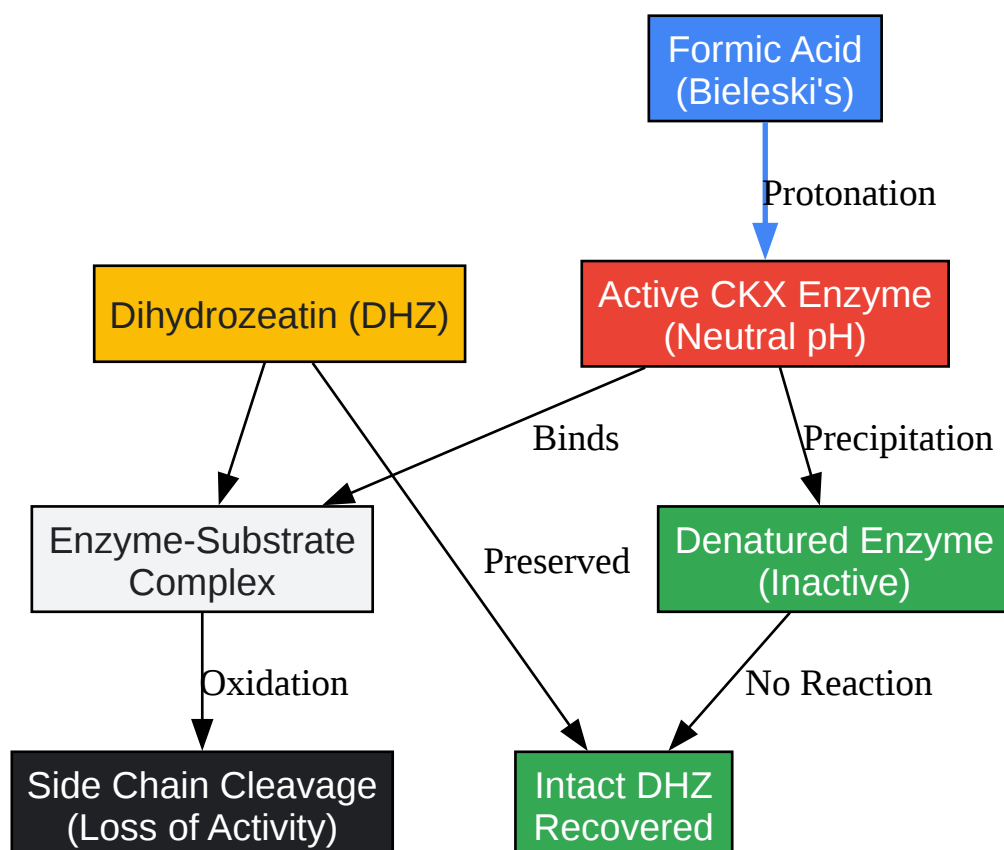 Formic Acid
(Bieleski's)
Protonation
Dihydrozeatin (DHZ)
Active CKX Enzyme
(Neutral pH)
Binds
Precipitation
Enzyme-Substrate
Complex
Preserved
Denatured Enzyme
(Inactive)
Oxidation
No Reaction
Side Chain Cleavage
(Loss of Activity)
Intact DHZ
Recovered